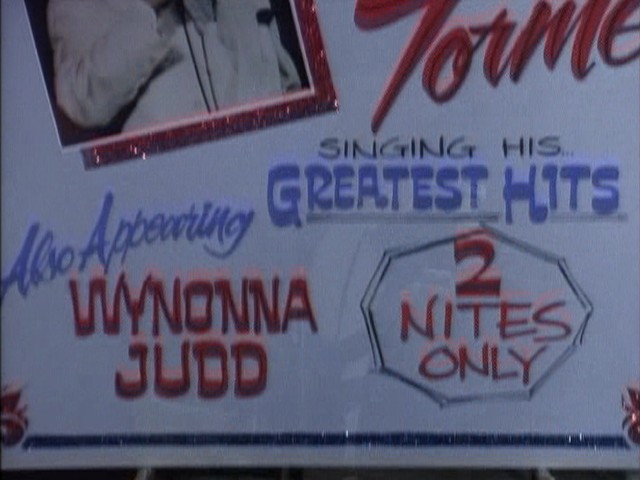 Torme
SINGING HIS...
GREATEST HITS
Also Appearing
WYNONNA
JUDD
2
NITES
ONLY